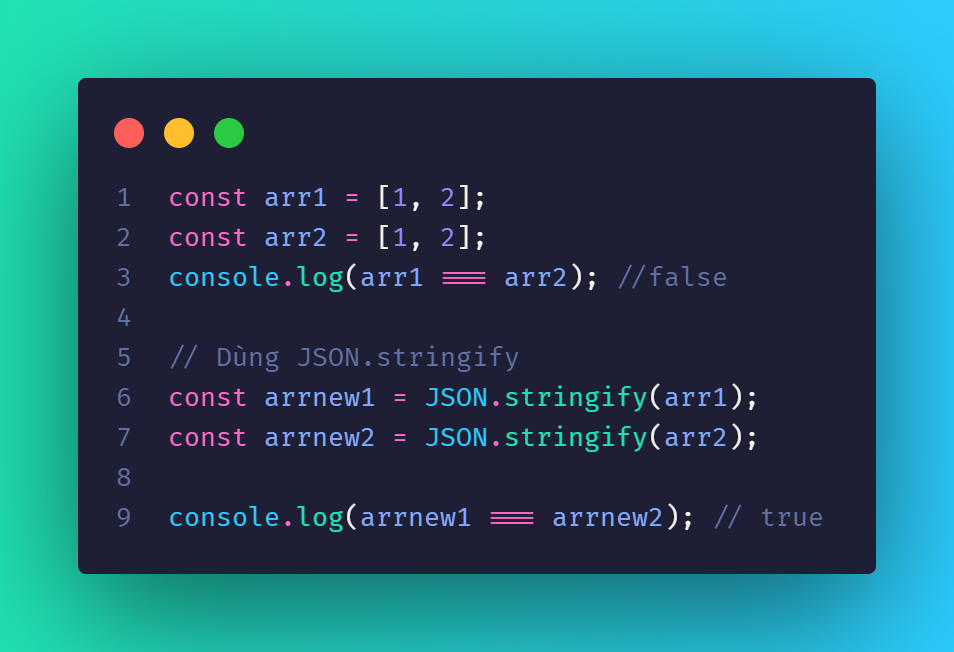 1 const arr1 = [1, 2];
2 const arr2 = [1, 2];
3 console.log(arr1 === arr2); //false
4
5 // Dùng JSON.stringify
6 const arrnew1 = JSON.stringify(arr1);
7 const arrnew2 = JSON.stringify(arr2);
8
9 console.log(arrnew1 === arrnew2); // true